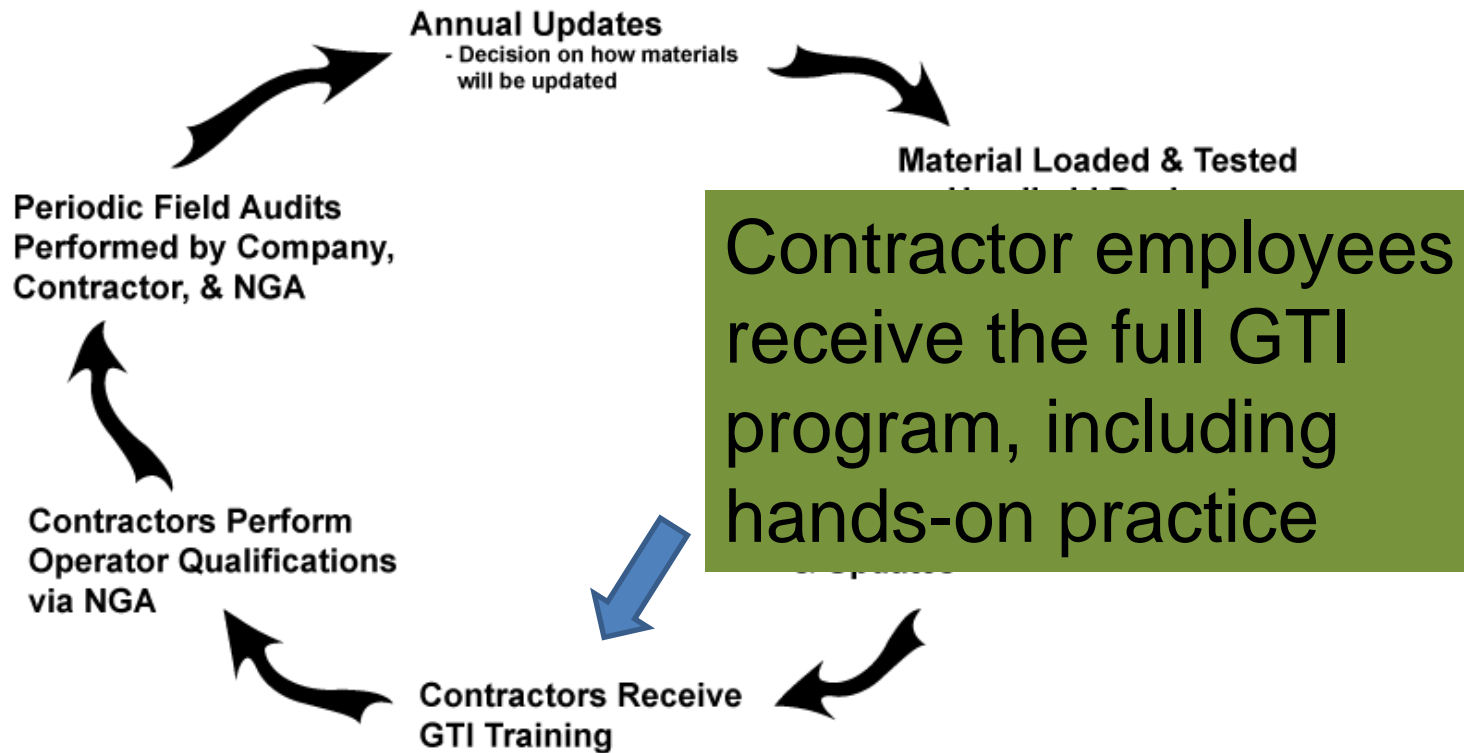 Annual Updates
- Decision on how materials
will be updated
Material Loaded & Tested
Periodic Field Audits
Performed by Company,
Contractor, & NGA
Contractor employees
receive the full GTI
program, including
hands-on practice
Contractors Perform
Operator Qualifications
via NGA
Contractors Receive
GTI Training